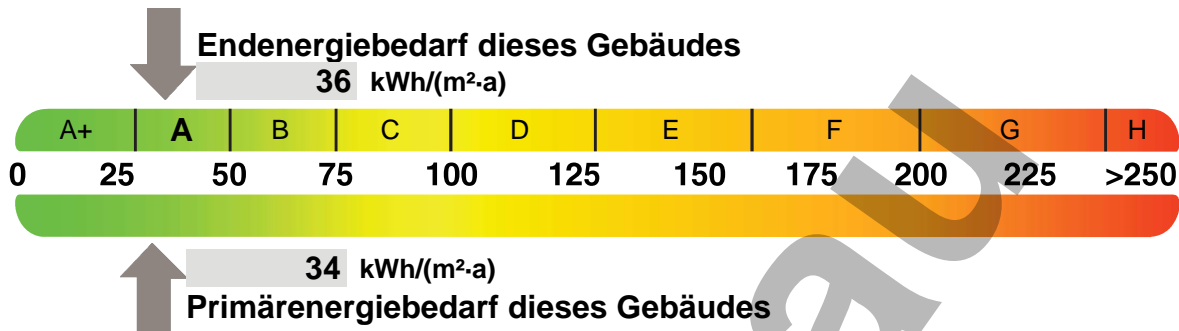 Endenergiebedarf dieses Gebäudes
36 kWh/(m²·a)
A+ A B C D E F G H
0 25 50 75 100 125 150 175 200 225 >250
34 kWh/(m²·a)
Primärenergiebedarf dieses Gebäudes
au